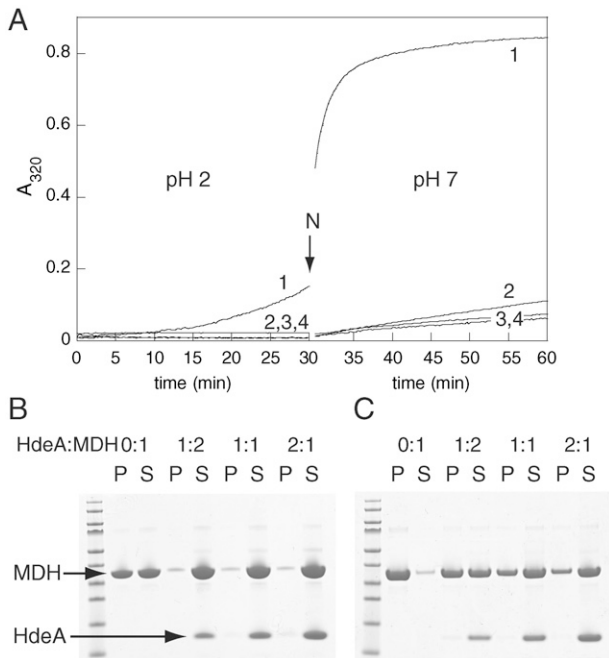 A
0.8
0.6
0.4
0.2
0
A320
pH 2
pH 7
N
1
1
2,3,4
2
3,4
0 5 10 15 20 25 30 35 40 45 50 55 60
time (min) time (min)
B
C
HdeA:MDH 0:1 1:2 1:1 2:1
P S P S P S P S
0:1 1:2 1:1 2:1
P S P S P S P S
MDH
HdeA